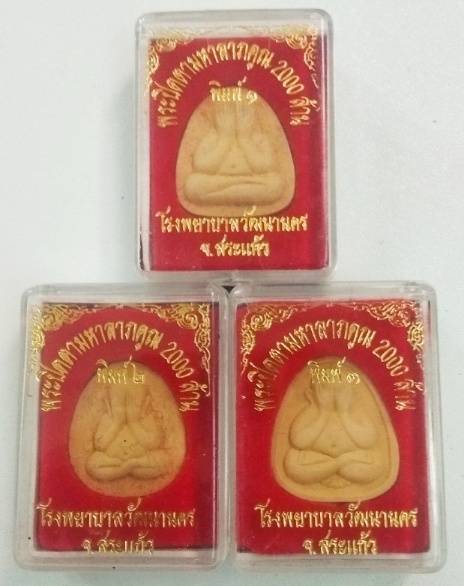 พระปิดตามหาลาภคูณ 2000 ล้าน
พิมพ์ ๑
โรงพยาบาลวัฒนานคร
จ.สระแก้ว
พระปิดตามหาลาภคูณ 2000 ล้าน
พิมพ์ ๒
โรงพยาบาลวัฒนานคร
จ.สระแก้ว
พระปิดตามหาลาภคูณ 2000 ล้าน
พิมพ์ ๓
โรงพยาบาลวัฒนานคร
จ.สระแก้ว